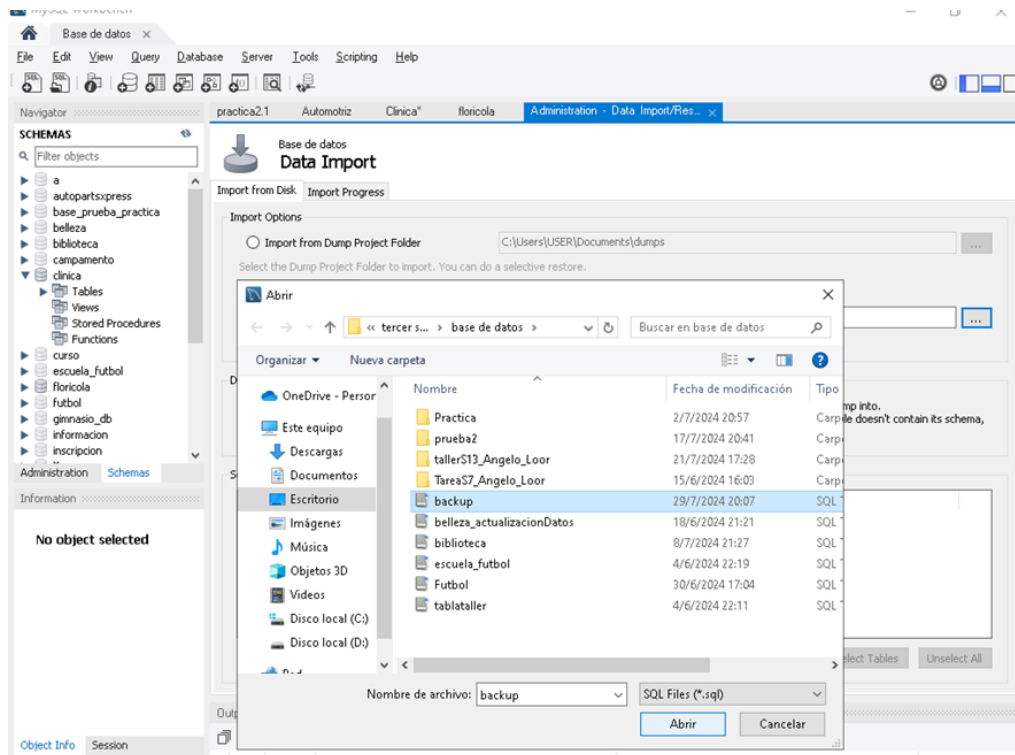 MySQL Workbench
Base de datos
File Edit View Query Database Server Tools Scripting Help
Navigator
SCHEMAS
Filter objects
a
autopartsxpress
base_prueba_practica
belleza
biblioteca
campamento
clinica
Tables
Views
Stored Procedures
Functions
curso
escuela_futbol
floricola
futbol
gimnasio_db
informacion
inscripcion
Administration Schemas
Information
No object selected
Object Info Session
practica2.1 Automotriz Clinica* floricola Administration - Data Import/Res...
Base de datos
Data Import
Import from Disk Import Progress
Import Options
Import from Dump Project Folder C:\Users\USER\Documents\dumps ...
Select the Dump Project Folder to import. You can do a selective restore.
...
mp into.
le doesn't contain its schema,
elect Tables Unselect All
Outp
Abrir
« tercer s... › base de datos ›
Buscar en base de datos
Organizar Nueva carpeta
OneDrive - Person
Este equipo
Descargas
Documentos
Escritorio
Imágenes
Música
Objetos 3D
Videos
Disco local (C:)
Disco local (D:)
Nombre Fecha de modificación Tipo
Practica 2/7/2024 20:57 Carp
prueba2 17/7/2024 20:41 Carp
tallerS13_Angelo_Loor 21/7/2024 17:28 Carp
TareaS7_Angelo_Loor 15/6/2024 16:03 Carp
backup 29/7/2024 20:07 SQL
belleza_actualizacionDatos 18/6/2024 21:21 SQL
biblioteca 8/7/2024 21:27 SQL
escuela_futbol 4/6/2024 22:19 SQL
Futbol 30/6/2024 17:04 SQL
tablataller 4/6/2024 22:11 SQL
Nombre de archivo: backup SQL Files (*.sql)
Abrir Cancelar